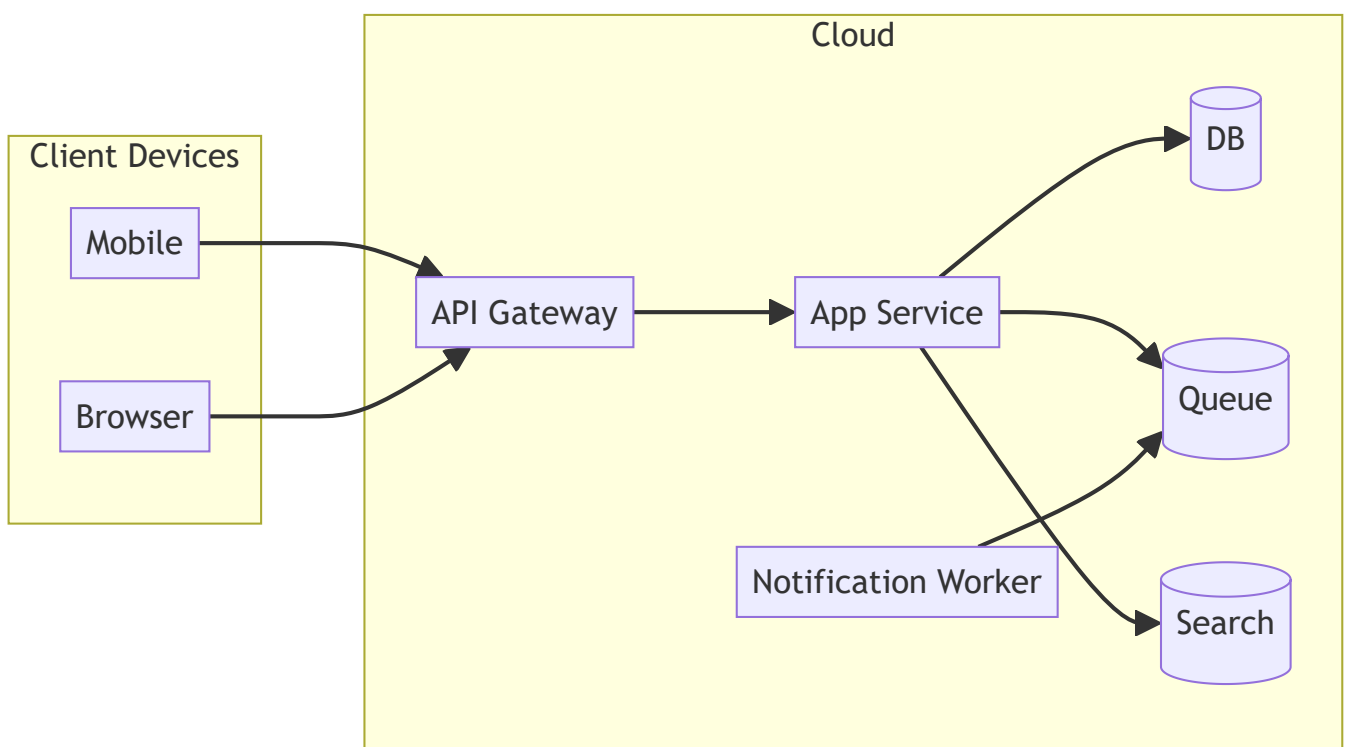 Cloud
Client Devices
Mobile
Browser
API Gateway
App Service
Notification Worker
DB
Queue
Search